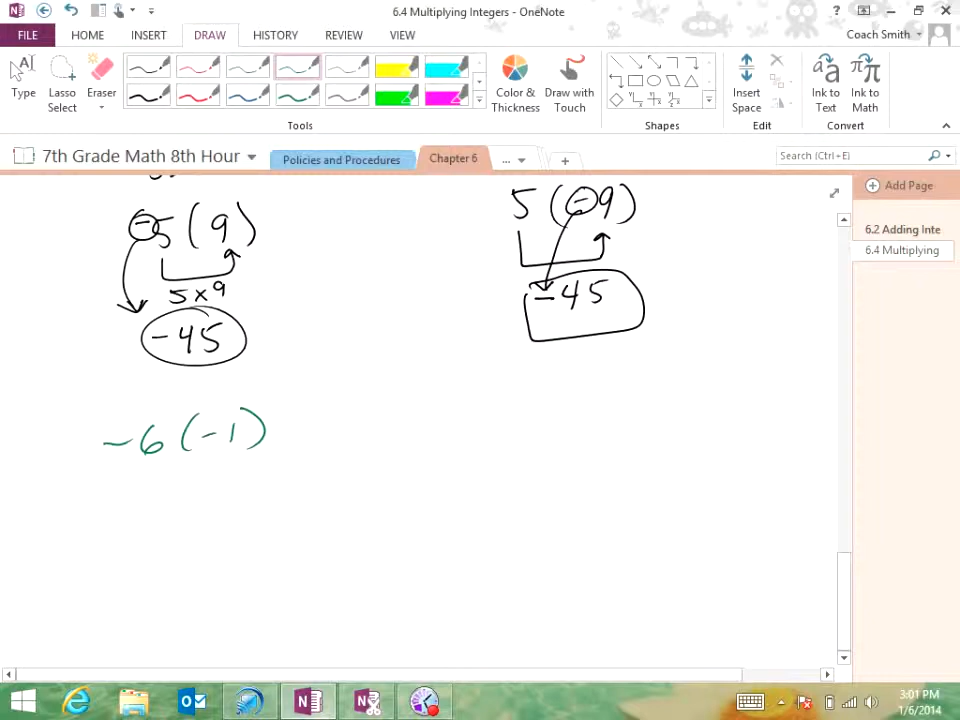 6.4 Multiplying Integers - OneNote
?
FILE HOME INSERT DRAW HISTORY REVIEW VIEW
Coach Smith
Type
Lasso Select
Eraser
Color & Thickness
Draw with Touch
Insert Space
Ink to Text
Ink to Math
Tools
Shapes
Edit
Convert
7th Grade Math 8th Hour
Policies and Procedures
Chapter 6
...
+
Search (Ctrl+E)
Add Page
6.2 Adding Inte
6.4 Multiplying
-5(9)
5x9
-45
5(-9)
-45
-6(-1)
3:01 PM
1/6/2014